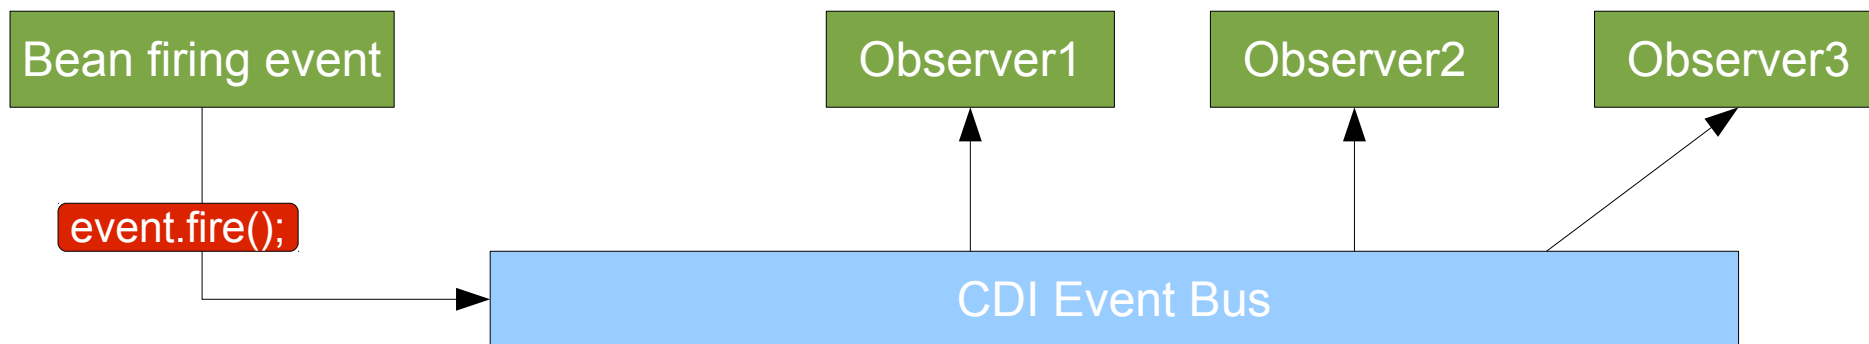 Bean firing event
Observer1
Observer2
Observer3
event.fire();
CDI Event Bus